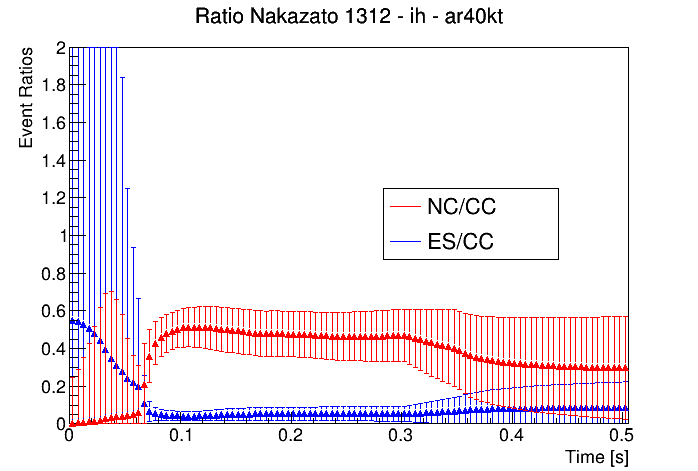 Ratio Nakazato 1312 - ih - ar40kt
Event Ratios
2
1.8
1.6
1.4
1.2
1
0.8
0.6
0.4
0.2
0
NC/CC
ES/CC
0 0.1 0.2 0.3 0.4 0.5
Time [s]